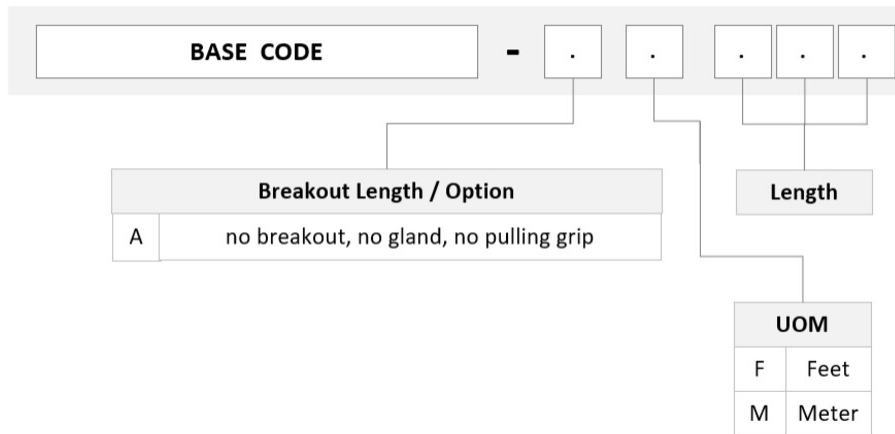 BASE CODE - . . . . .
Breakout Length / Option
A no breakout, no gland, no pulling grip
Length
UOM
F Feet
M Meter